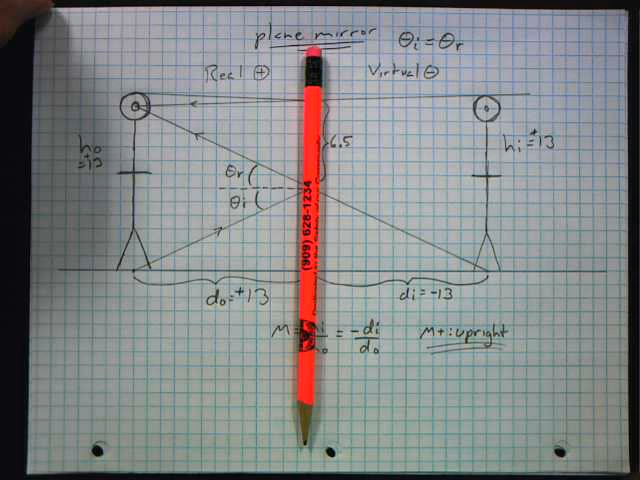 plane mirror
θi = θr
Real ⊕
Virtual ⊖
ho
=+13
6.5
hi=+13
θr
θi
(909) 628-1234
do=+13
di=-13
M= hi/ho = -di/do
M+: upright